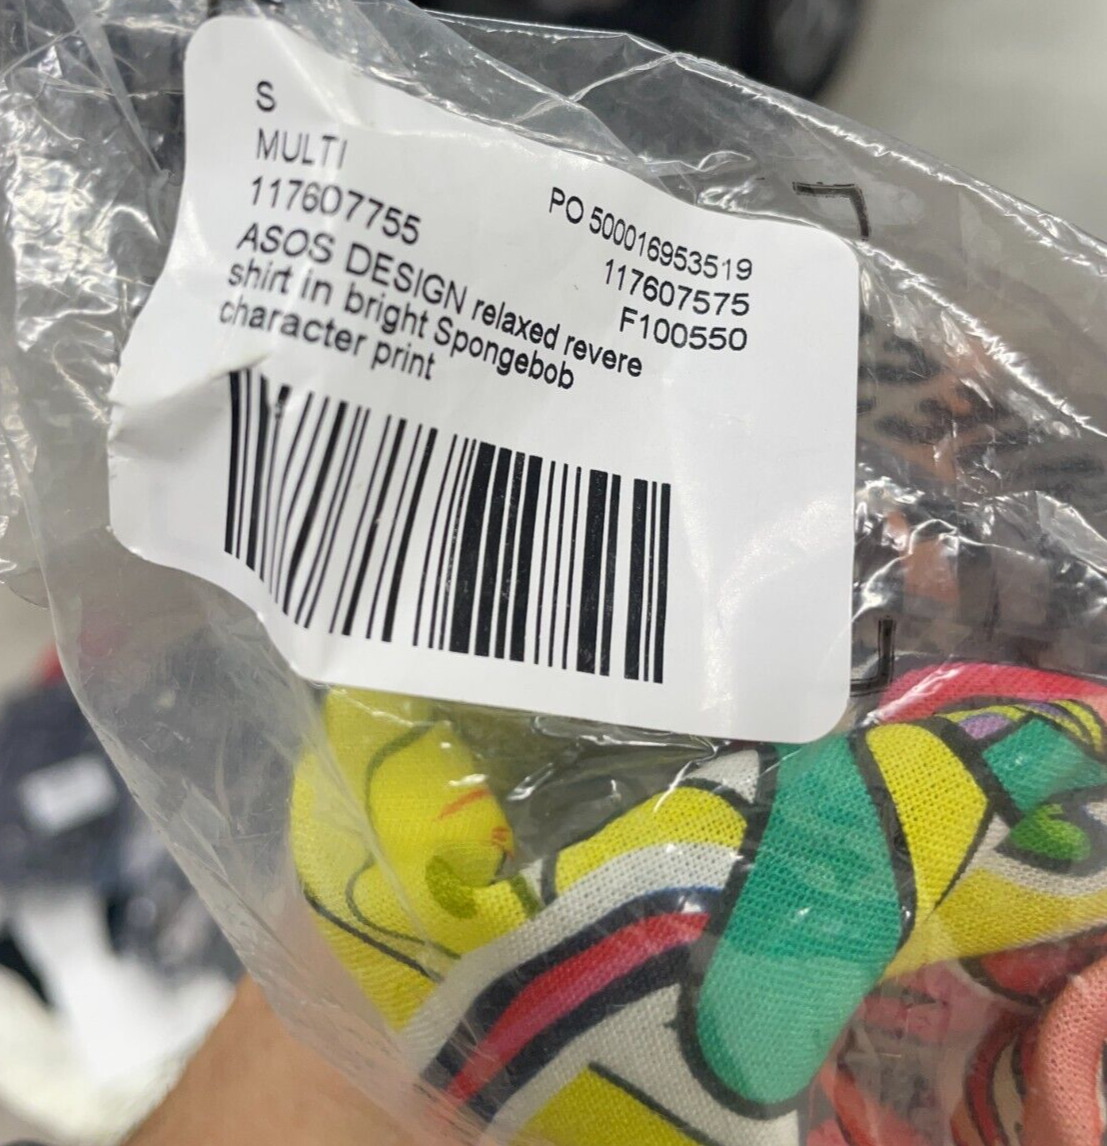 S
MULTI
117607755
PO 500016953519
117607575
F100550
ASOS DESIGN relaxed revere
shirt in bright Spongebob
character print